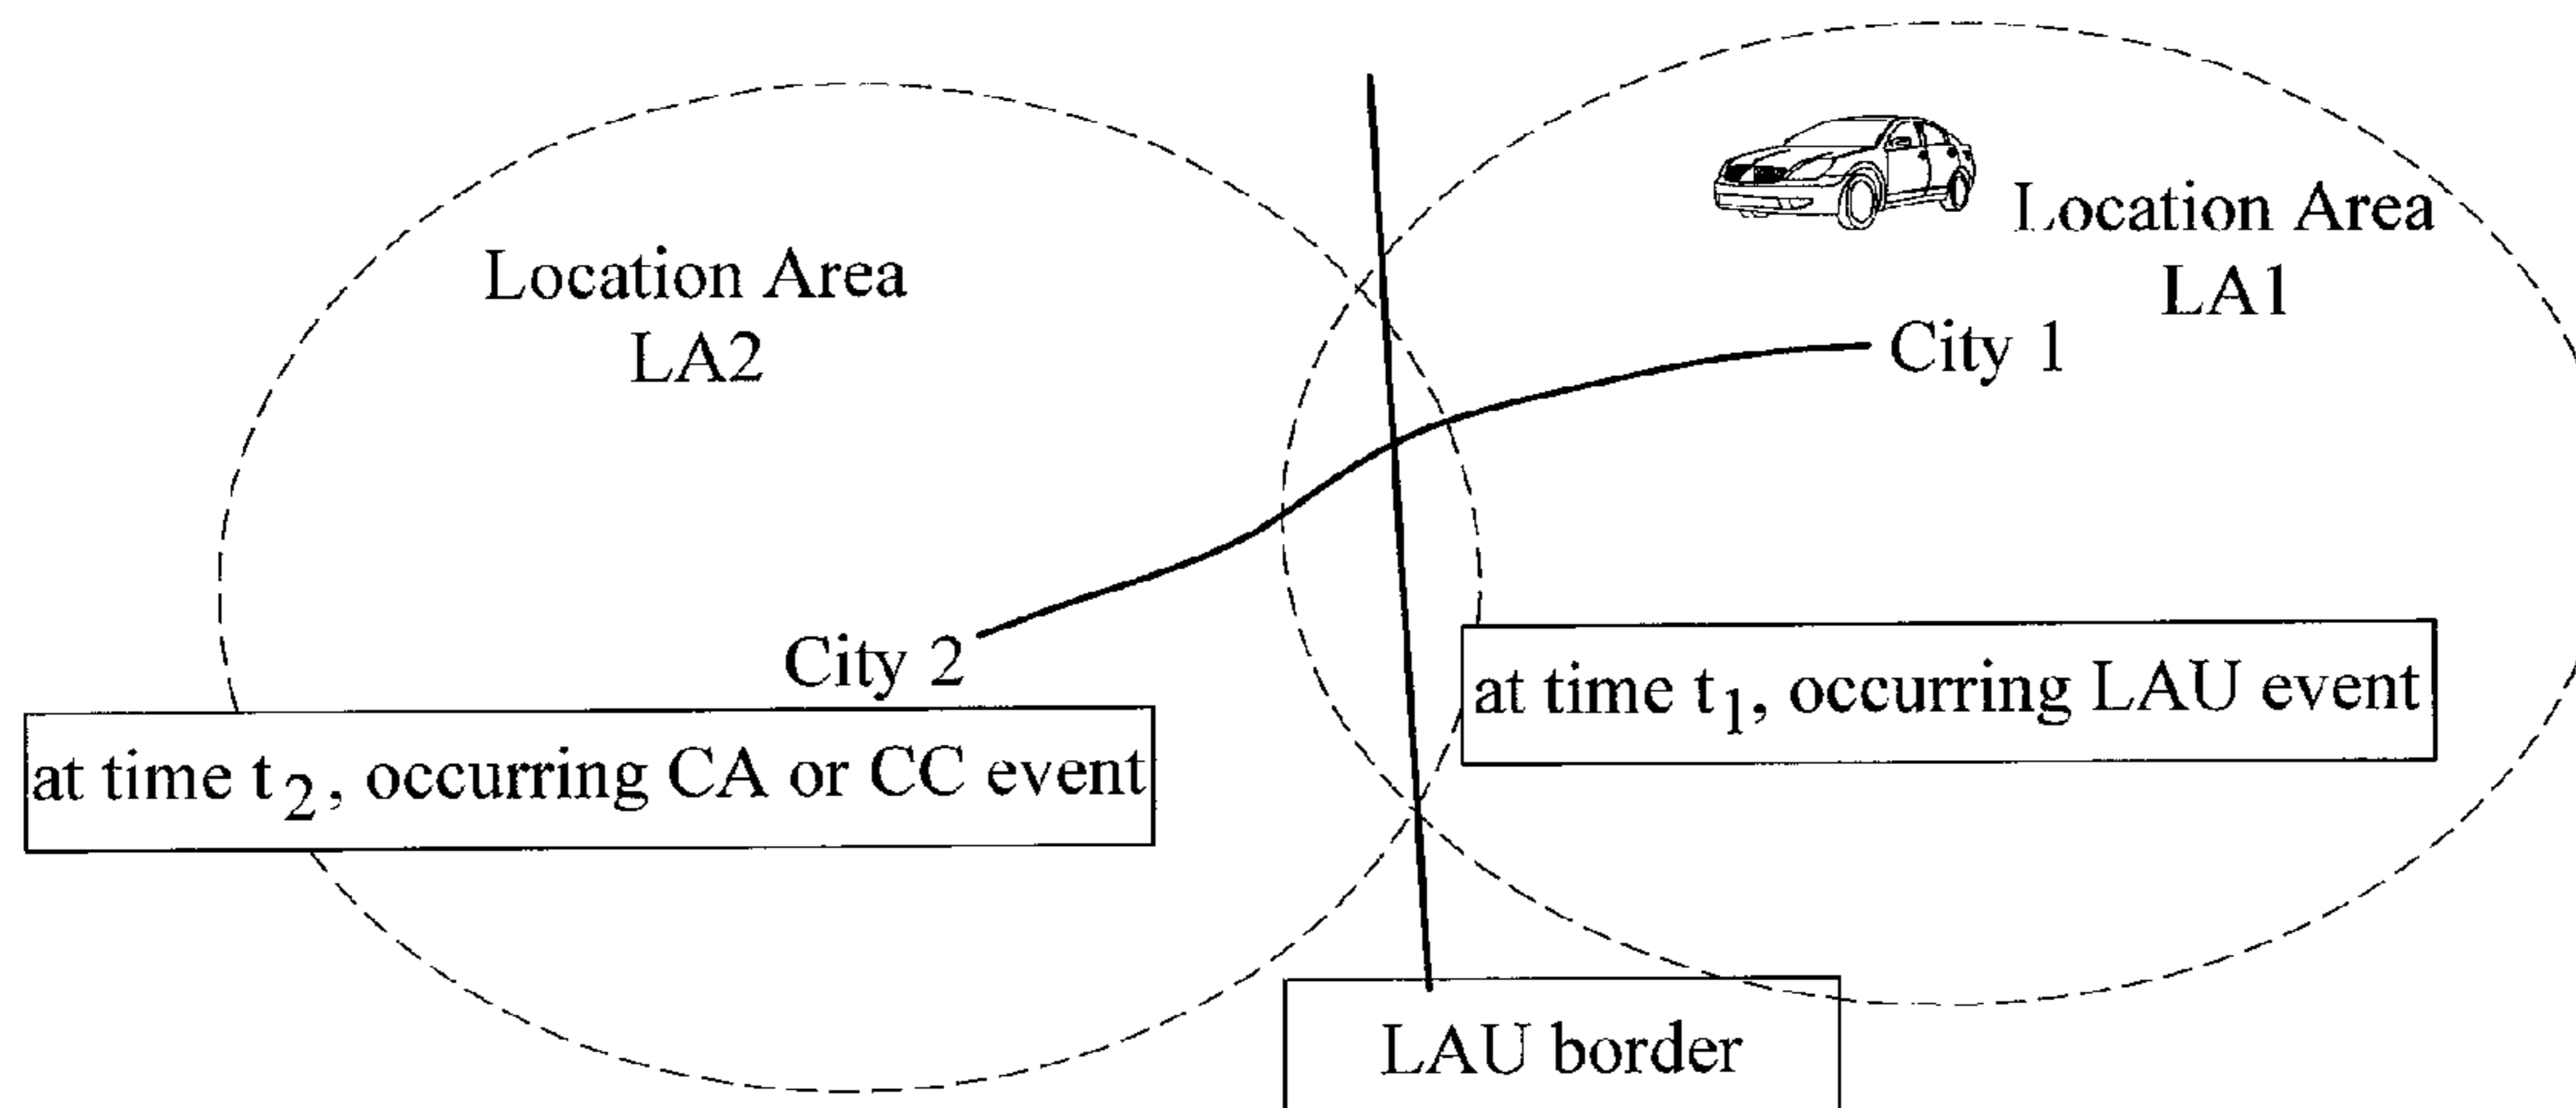 Location Area
LA1
Location Area
LA2
City 1
City 2
at time t1, occurring LAU event
at time t2, occurring CA or CC event
LAU border